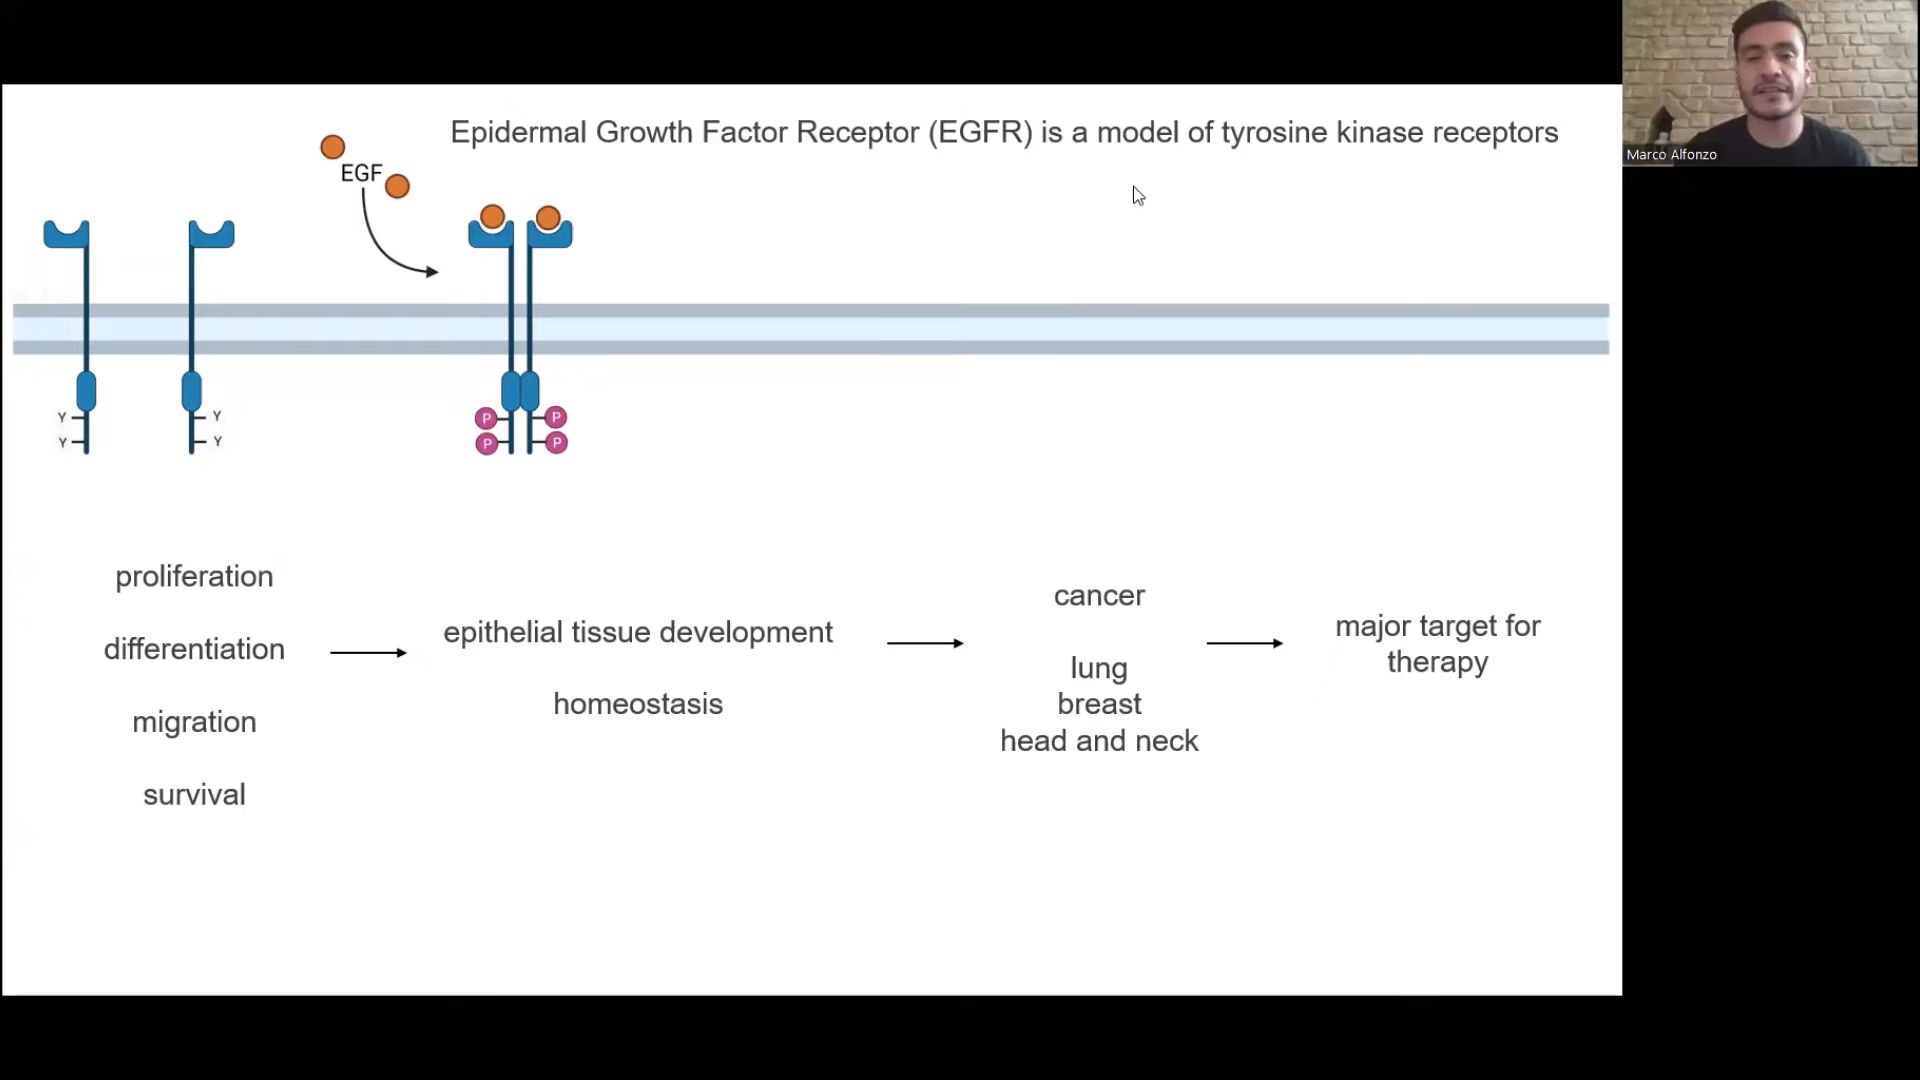 Epidermal Growth Factor Receptor (EGFR) is a model of tyrosine kinase receptors
Marco Alfonzo
EGF
Y
Y
Y
Y
P
P
P
P
proliferation
differentiation
migration
survival
epithelial tissue development
homeostasis
cancer
lung
breast
head and neck
major target for
therapy